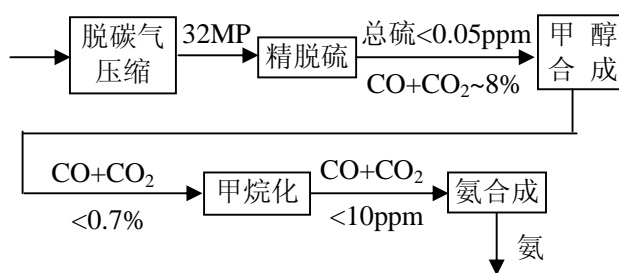 脱碳气
压缩
32MP
精脱硫
总硫<0.05ppm
CO+CO₂~8%
甲 醇
合 成
CO+CO₂
<0.7%
甲烷化
CO+CO₂
<10ppm
氨合成
氨